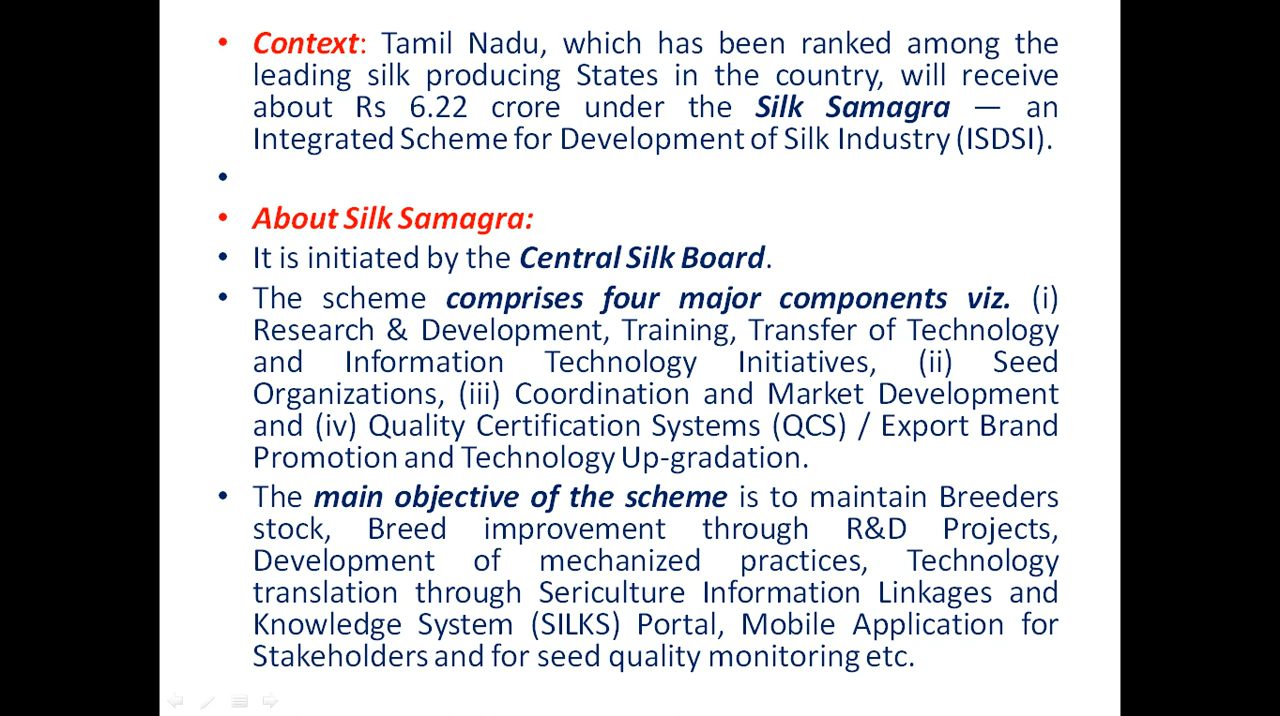 • Context: Tamil Nadu, which has been ranked among the
leading silk producing States in the country, will receive
about Rs 6.22 crore under the Silk Samagra — an
Integrated Scheme for Development of Silk Industry (ISDSI).
•
• About Silk Samagra:
• It is initiated by the Central Silk Board.
• The scheme comprises four major components viz. (i)
Research & Development, Training, Transfer of Technology
and Information Technology Initiatives, (ii) Seed
Organizations, (iii) Coordination and Market Development
and (iv) Quality Certification Systems (QCS) / Export Brand
Promotion and Technology Up-gradation.
• The main objective of the scheme is to maintain Breeders
stock, Breed improvement through R&D Projects,
Development of mechanized practices, Technology
translation through Sericulture Information Linkages and
Knowledge System (SILKS) Portal, Mobile Application for
Stakeholders and for seed quality monitoring etc.